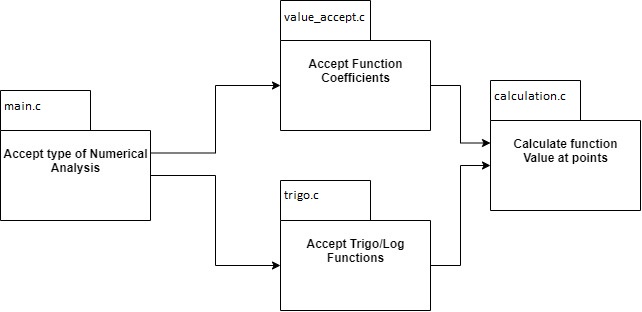 value_accept.c
Accept Function
Coefficients
main.c
Accept type of Numerical
Analysis
calculation.c
Calculate function
Value at points
trigo.c
Accept Trigo/Log
Functions